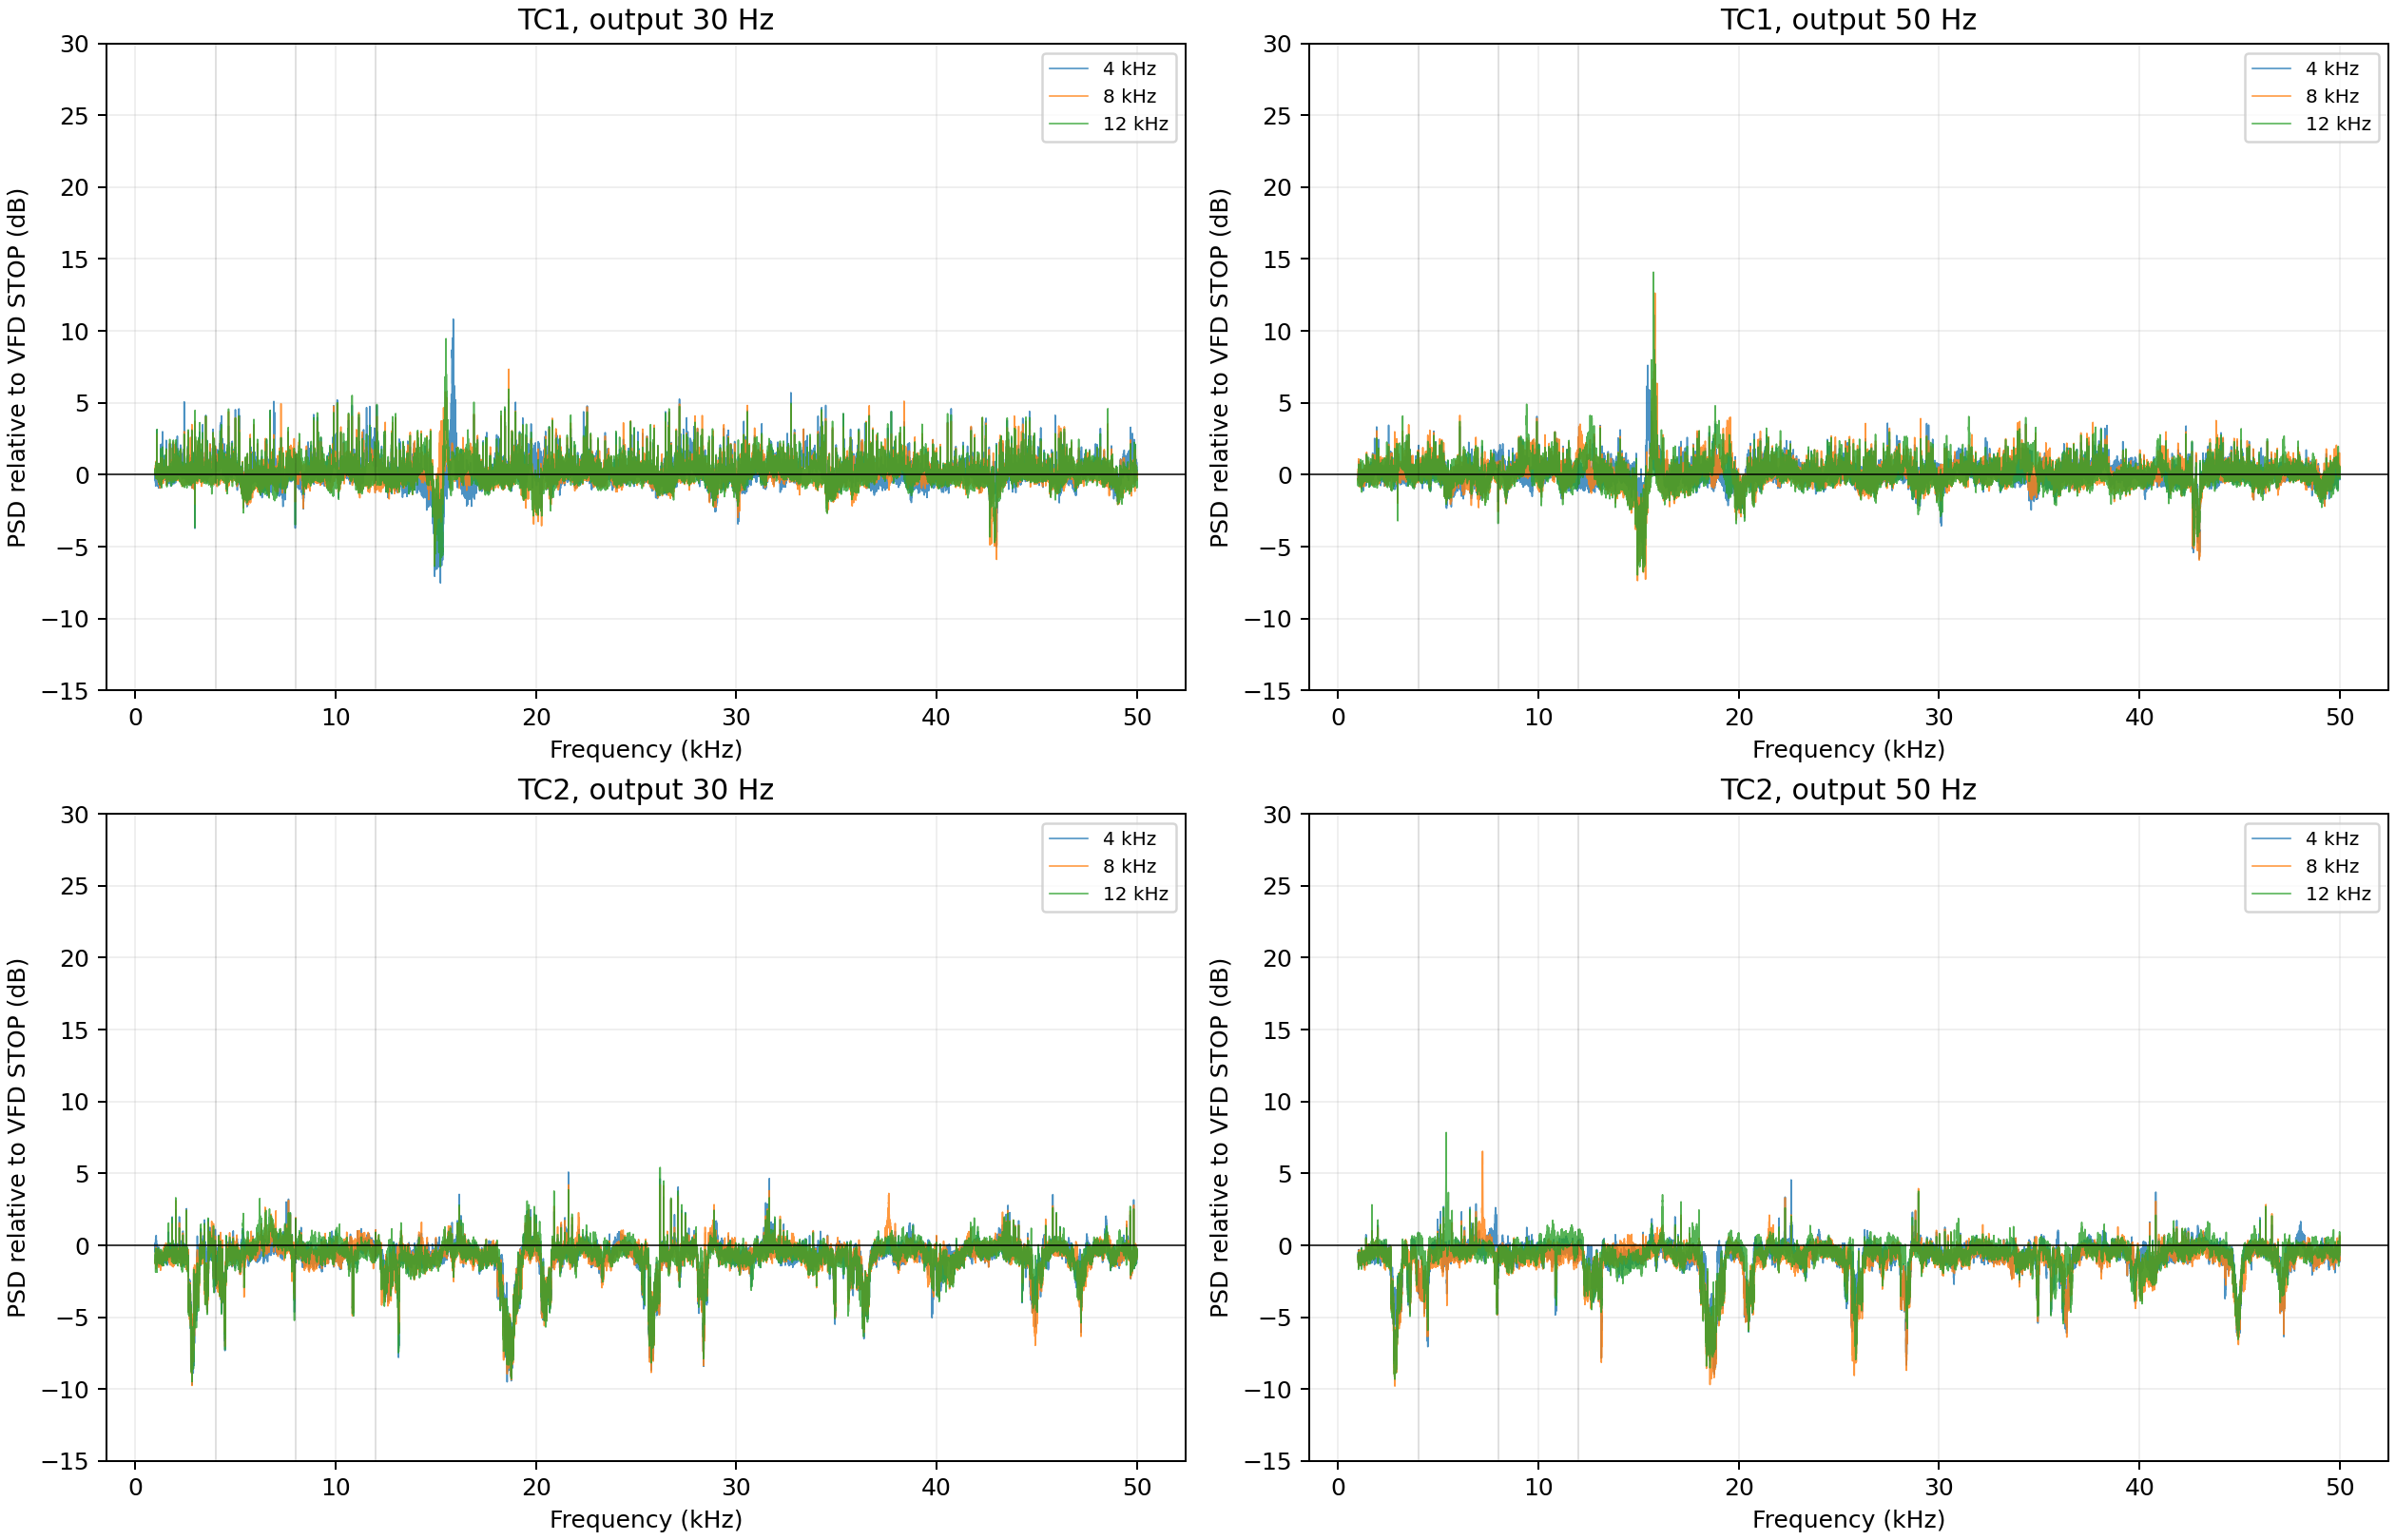 TC1, output 30 Hz
PSD relative to VFD STOP (dB)
30
25
20
15
10
5
0
−5
−10
−15
4 kHz
8 kHz
12 kHz
0 10 20 30 40 50
Frequency (kHz)
TC1, output 50 Hz
PSD relative to VFD STOP (dB)
30
25
20
15
10
5
0
−5
−10
−15
4 kHz
8 kHz
12 kHz
0 10 20 30 40 50
Frequency (kHz)
TC2, output 30 Hz
PSD relative to VFD STOP (dB)
30
25
20
15
10
5
0
−5
−10
−15
4 kHz
8 kHz
12 kHz
0 10 20 30 40 50
Frequency (kHz)
TC2, output 50 Hz
PSD relative to VFD STOP (dB)
30
25
20
15
10
5
0
−5
−10
−15
4 kHz
8 kHz
12 kHz
0 10 20 30 40 50
Frequency (kHz)